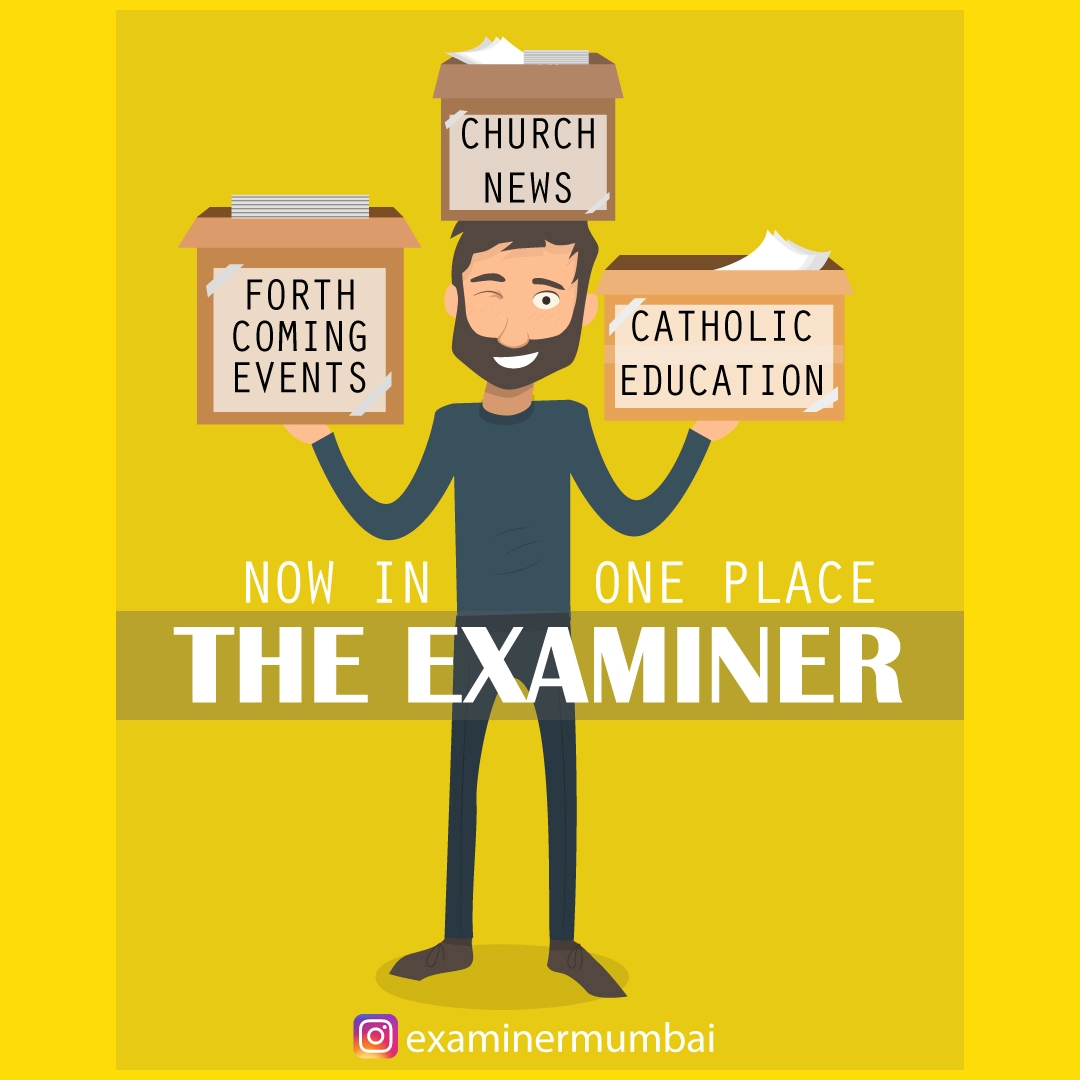 CHURCH
NEWS
FORTH
COMING
EVENTS
CATHOLIC
EDUCATION
NOW IN ONE PLACE
THE EXAMINER
examinermumbai